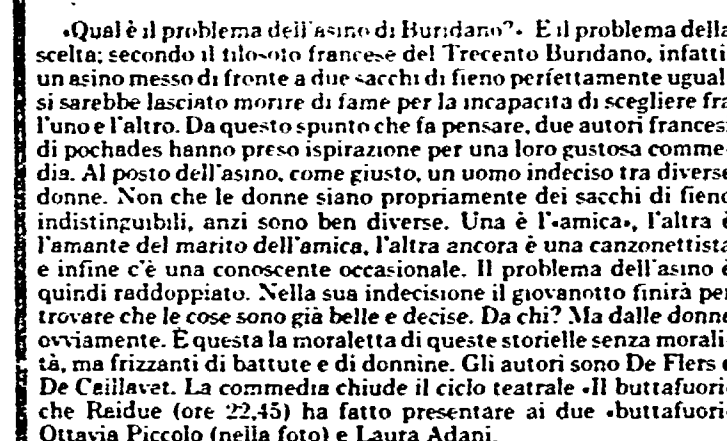 «Qual è il problema dell'asino di Buridano?». È il problema della
scelta; secondo il filosofo francese del Trecento Buridano, infatti
un asino messo di fronte a due sacchi di fieno perfettamente ugual
si sarebbe lasciato morire di fame per la incapacità di scegliere fra
l'uno e l'altro. Da questo spunto che fa pensare, due autori frances
di pochades hanno preso ispirazione per una loro gustosa comme-
dia. Al posto dell'asino, come giusto, un uomo indeciso tra diverse
donne. Non che le donne siano propriamente dei sacchi di fieno
indistinguibili, anzi sono ben diverse. Una è l'«amica», l'altra è
l'amante del marito dell'amica, l'altra ancora è una canzonettista
e infine c'è una conoscente occasionale. Il problema dell'asino è
quindi raddoppiato. Nella sua indecisione il giovanotto finirà per
trovare che le cose sono già belle e decise. Da chi? Ma dalle donne
ovviamente. È questa la moraletta di queste storielle senza morali-
tà, ma frizzanti di battute e di donnine. Gli autori sono De Flers e
De Caillavet. La commedia chiude il ciclo teatrale «Il buttafuori»
che Raidue (ore 22,45) ha fatto presentare ai due «buttafuori»
Ottavia Piccolo (nella foto) e Laura Adani.